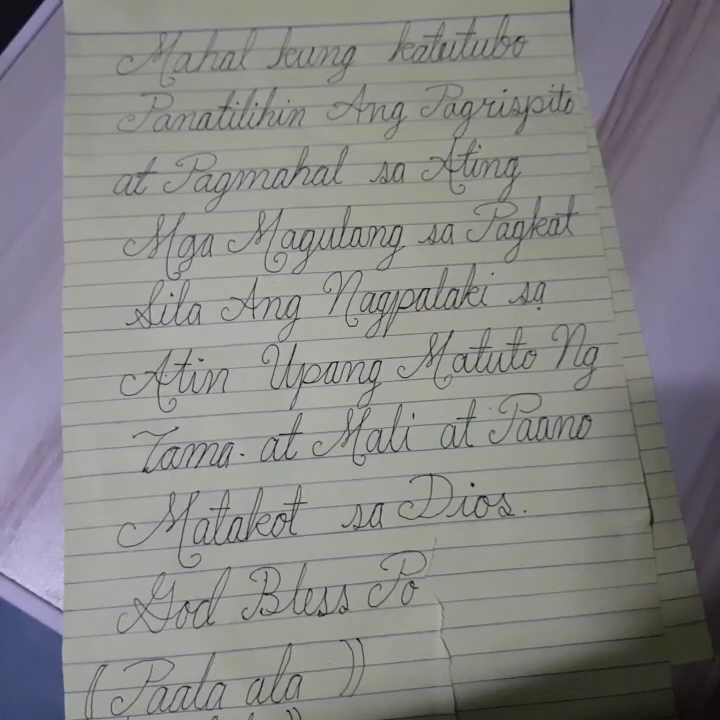 Mahal kung katutubo
Panatilihin Ang Pagrispito
at Pagmahal sa Ating
Mga Magulang sa Pagkat
Sila Ang Nagpalaki sa
Atin Upang Matuto Ng
Tama. at Mali at Paano
Matakot sa Dios.
God Bless Po
(( Paala ala ))